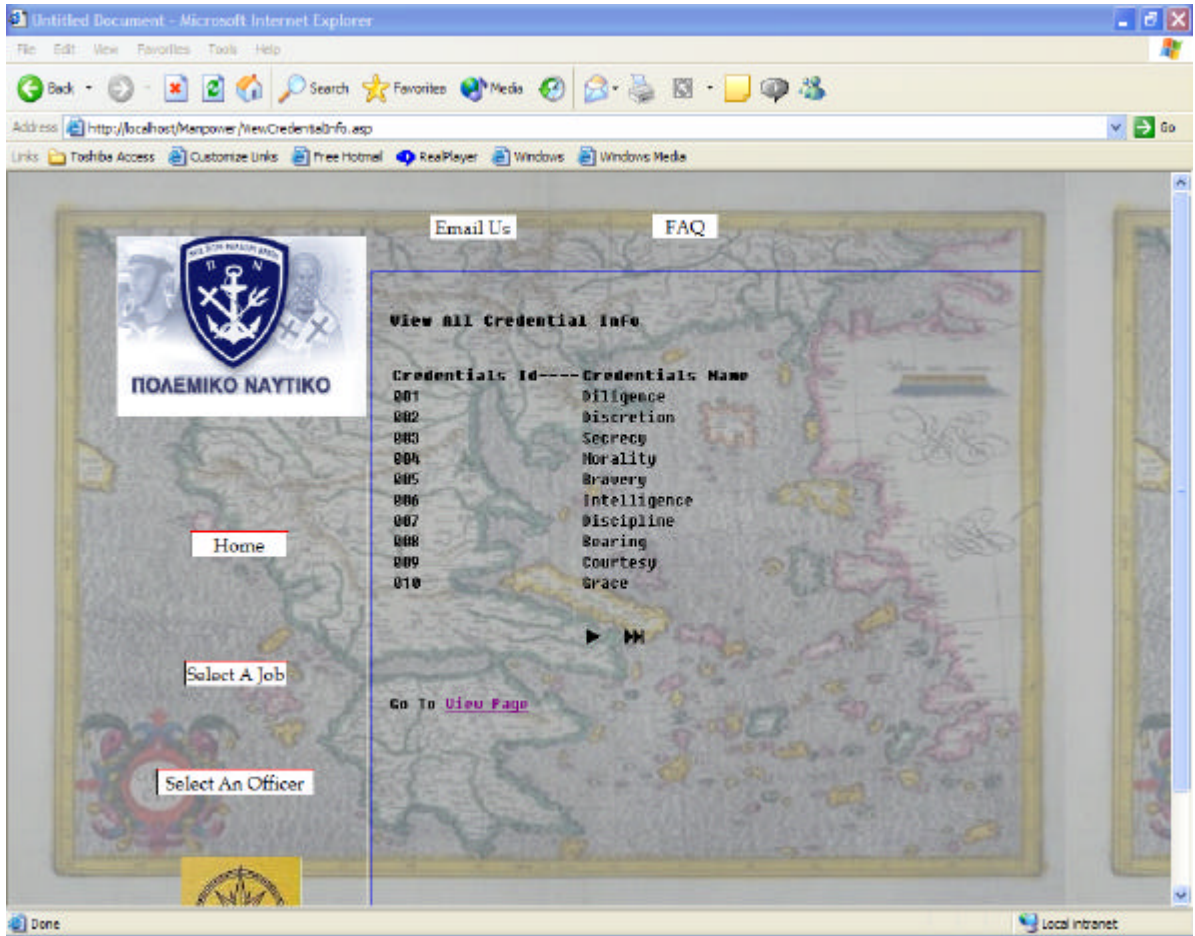 Untitled Document - Microsoft Internet Explorer
File Edit View Favorites Tools Help
Back Search Favorites Media
Address http://localhost/Manpower/ViewCredentialInfo.asp Go
Links Toshiba Access Customize Links Free Hotmail RealPlayer Windows Windows Media
Email Us FAQ
Π Ν
ΠΟΛΕΜΙΚΟ ΝΑΥΤΙΚΟ
View All Credential Info
Credentials Id----Credentials Name
001 Diligence
002 Discretion
003 Secrecy
004 Morality
005 Bravery
006 Intelligence
007 Discipline
008 Bearing
009 Courtesy
010 Grace
Home
Select A Job
Go To View Page
Select An Officer
Done Local intranet